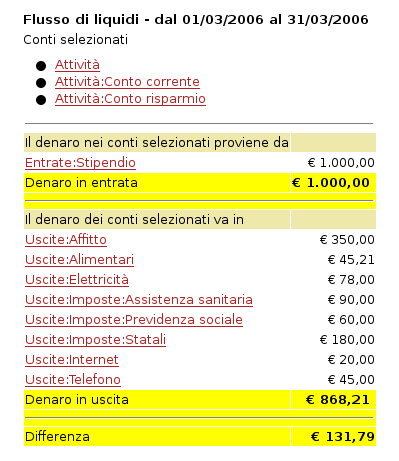 Flusso di liquidi - dal 01/03/2006 al 31/03/2006
Conti selezionati
Attività
Attività:Conto corrente
Attività:Conto risparmio
Il denaro nei conti selezionati proviene da
Entrate:Stipendio € 1.000,00
Denaro in entrata € 1.000,00
Il denaro dei conti selezionati va in
Uscite:Affitto € 350,00
Uscite:Alimentari € 45,21
Uscite:Elettricità € 78,00
Uscite:Imposte:Assistenza sanitaria € 90,00
Uscite:Imposte:Previdenza sociale € 60,00
Uscite:Imposte:Statali € 180,00
Uscite:Internet € 20,00
Uscite:Telefono € 45,00
Denaro in uscita € 868,21
Differenza € 131,79